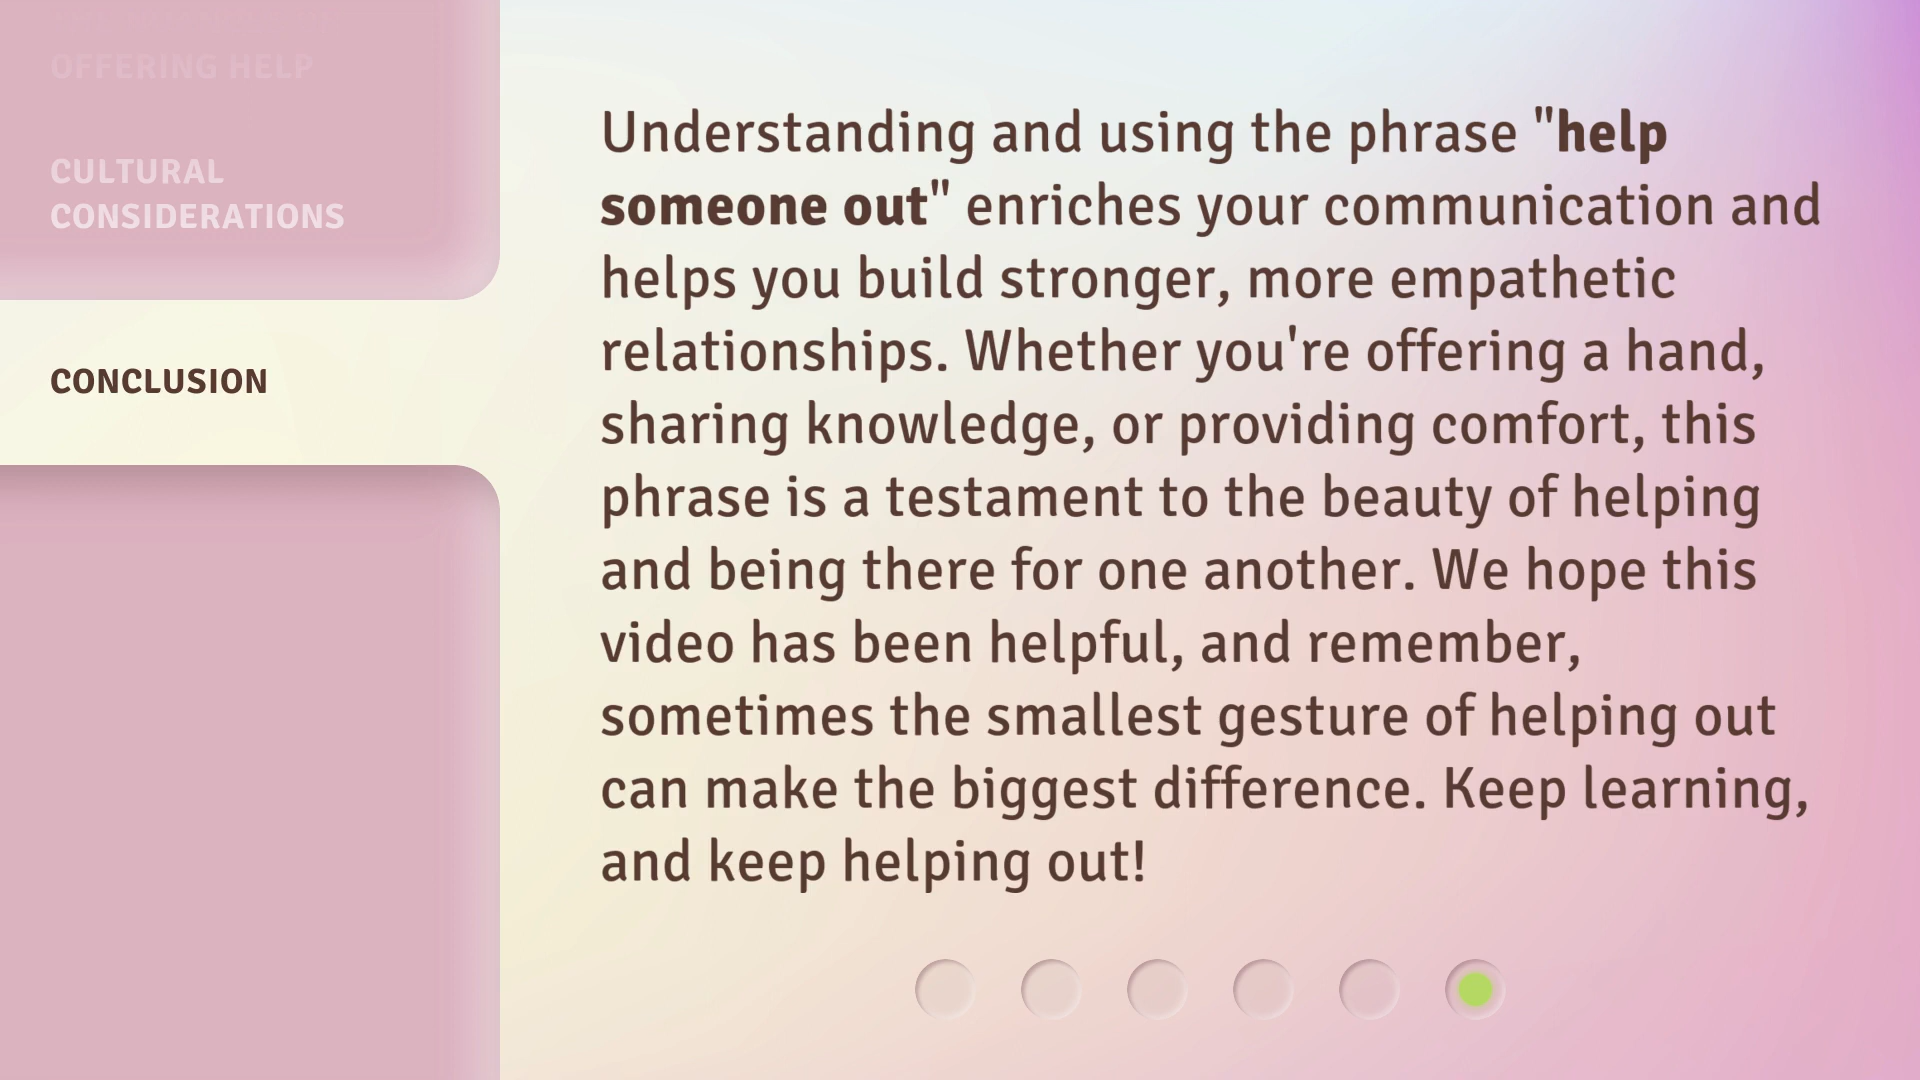 OFFERING HELP
CULTURAL
CONSIDERATIONS
CONCLUSION
Understanding and using the phrase "help
someone out" enriches your communication and
helps you build stronger, more empathetic
relationships. Whether you're offering a hand,
sharing knowledge, or providing comfort, this
phrase is a testament to the beauty of helping
and being there for one another. We hope this
video has been helpful, and remember,
sometimes the smallest gesture of helping out
can make the biggest difference. Keep learning,
and keep helping out!